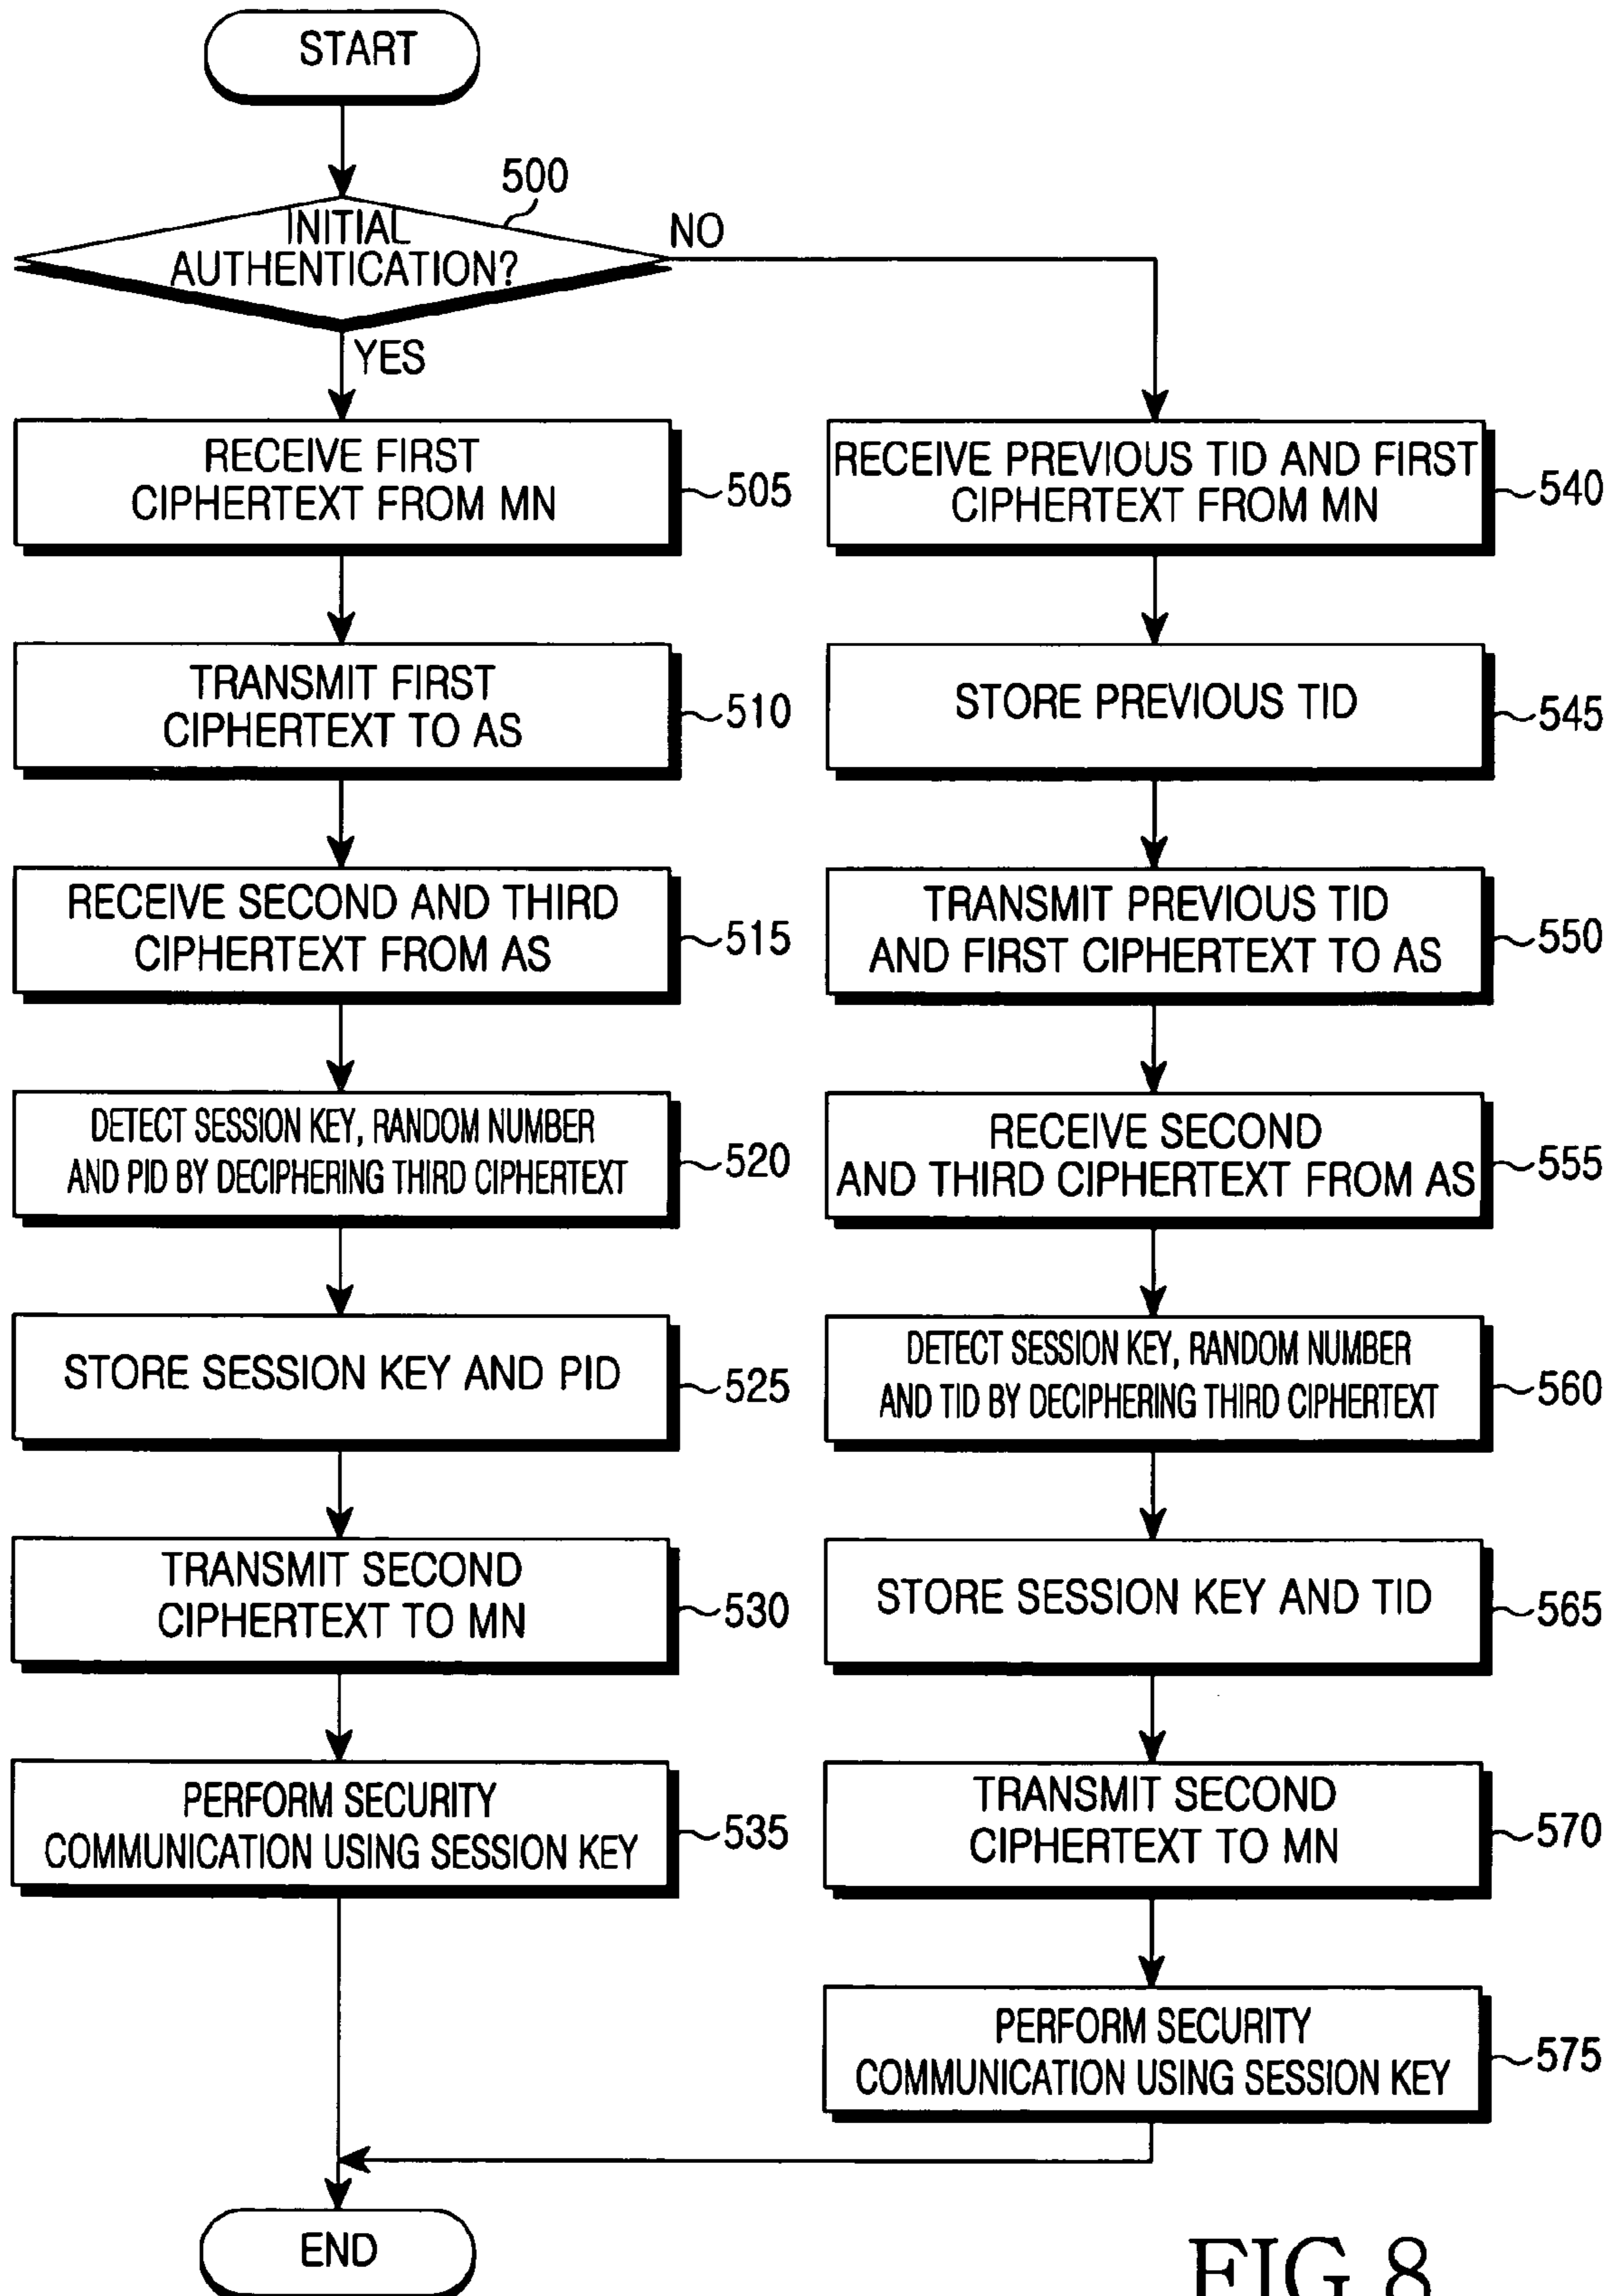 START
500
INITIAL
AUTHENTICATION?
NO
YES
RECEIVE FIRST
CIPHERTEXT FROM MN
505
TRANSMIT FIRST
CIPHERTEXT TO AS
510
RECEIVE SECOND AND THIRD
CIPHERTEXT FROM AS
515
DETECT SESSION KEY, RANDOM NUMBER
AND PID BY DECIPHERING THIRD CIPHERTEXT
520
STORE SESSION KEY AND PID
525
TRANSMIT SECOND
CIPHERTEXT TO MN
530
PERFORM SECURITY
COMMUNICATION USING SESSION KEY
535
RECEIVE PREVIOUS TID AND FIRST
CIPHERTEXT FROM MN
540
STORE PREVIOUS TID
545
TRANSMIT PREVIOUS TID
AND FIRST CIPHERTEXT TO AS
550
RECEIVE SECOND
AND THIRD CIPHERTEXT FROM AS
555
DETECT SESSION KEY, RANDOM NUMBER
AND TID BY DECIPHERING THIRD CIPHERTEXT
560
STORE SESSION KEY AND TID
565
TRANSMIT SECOND
CIPHERTEXT TO MN
570
PERFORM SECURITY
COMMUNICATION USING SESSION KEY
575
END
FIG.8